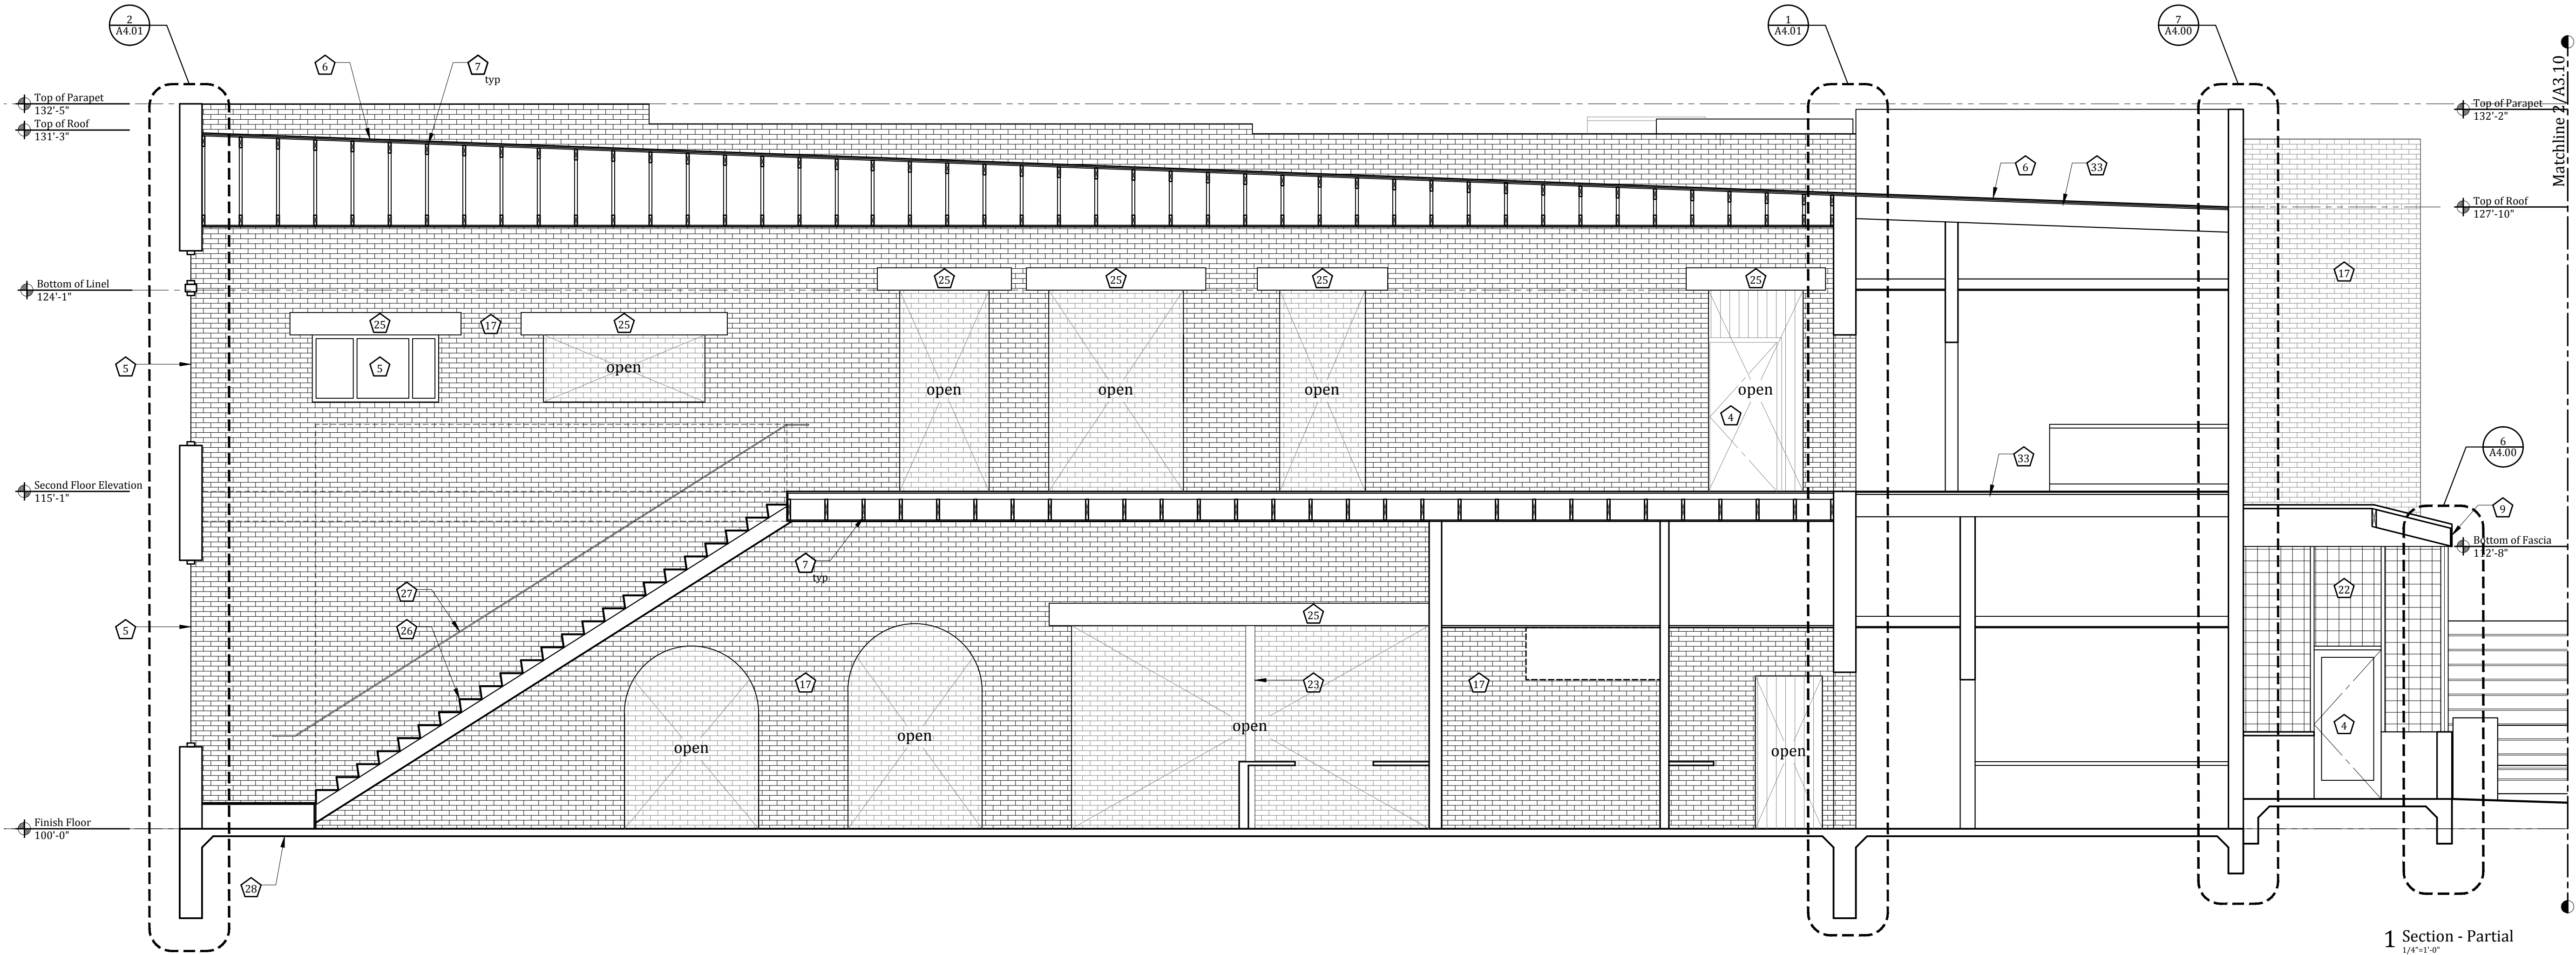 2
A4.01
1
A4.01
7
A4.00
Matchline 2/A3.10
6
7
typ
Top of Parapet
132'-5"
Top of Roof
131'-3"
Top of Parapet
132'-2"
6
33
Top of Roof
127'-10"
Bottom of Linel
124'-1"
25
25
25
25
17
25
17
25
5
5
open
open
open
open
open
4
33
6
A4.00
Second Floor Elevation
115'-1"
9
Bottom of Fascia
112'-8"
7
typ
27
22
5
26
25
17
23
17
open
open
open
open
4
Finish Floor
100'-0"
28
1 Section - Partial
1/4"=1'-0"